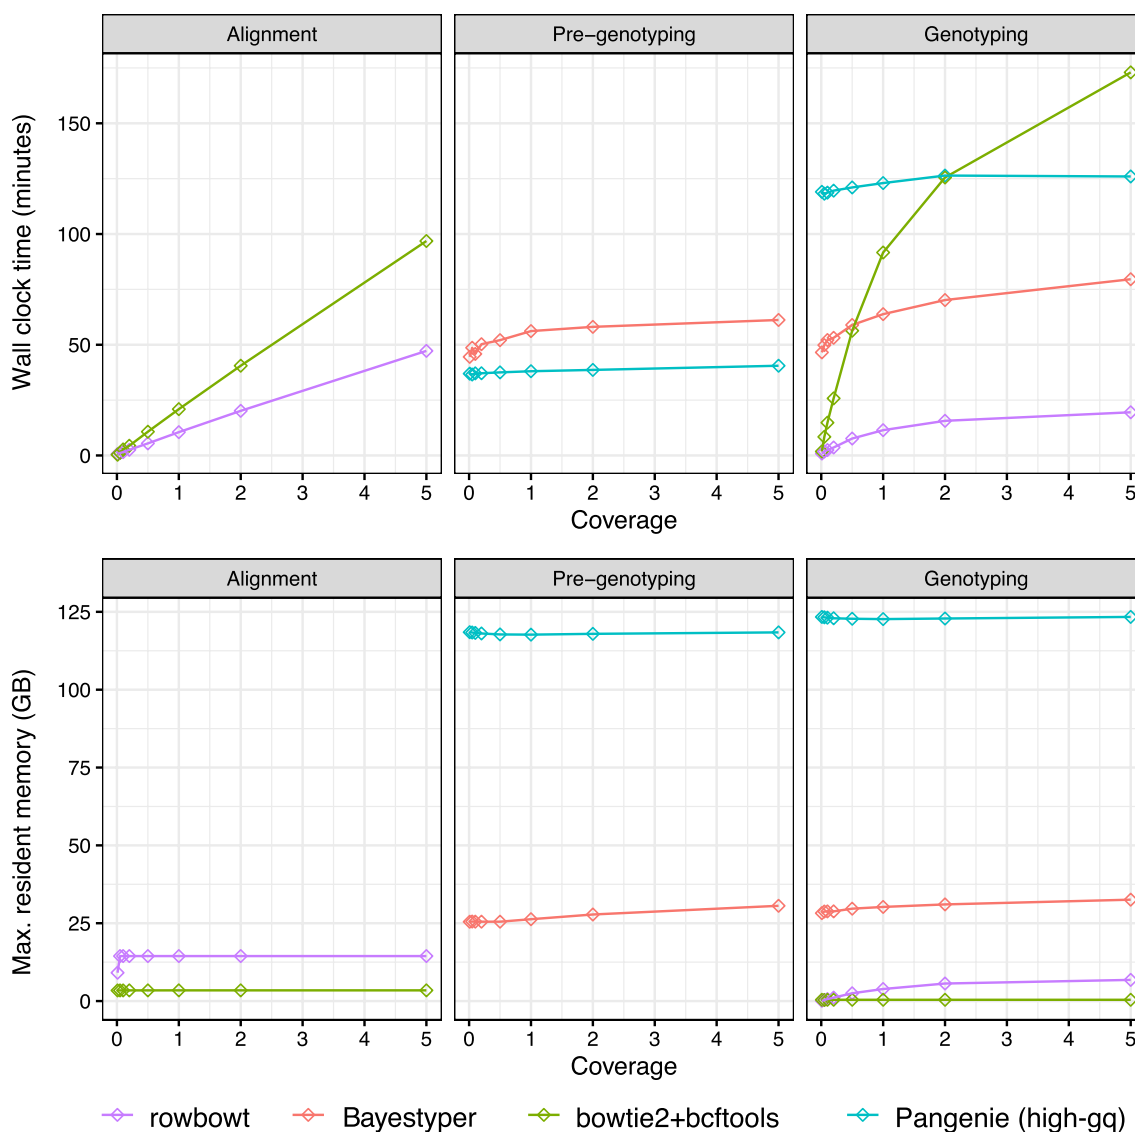 Alignment Pre−genotyping Genotyping
Wall clock time (minutes)
150
100
50
0
0 1 2 3 4 5 0 1 2 3 4 5 0 1 2 3 4 5
Coverage
Alignment Pre−genotyping Genotyping
Max. resident memory (GB)
125
100
75
50
25
0
0 1 2 3 4 5 0 1 2 3 4 5 0 1 2 3 4 5
Coverage
rowbowt Bayestyper bowtie2+bcftools Pangenie (high-gq)